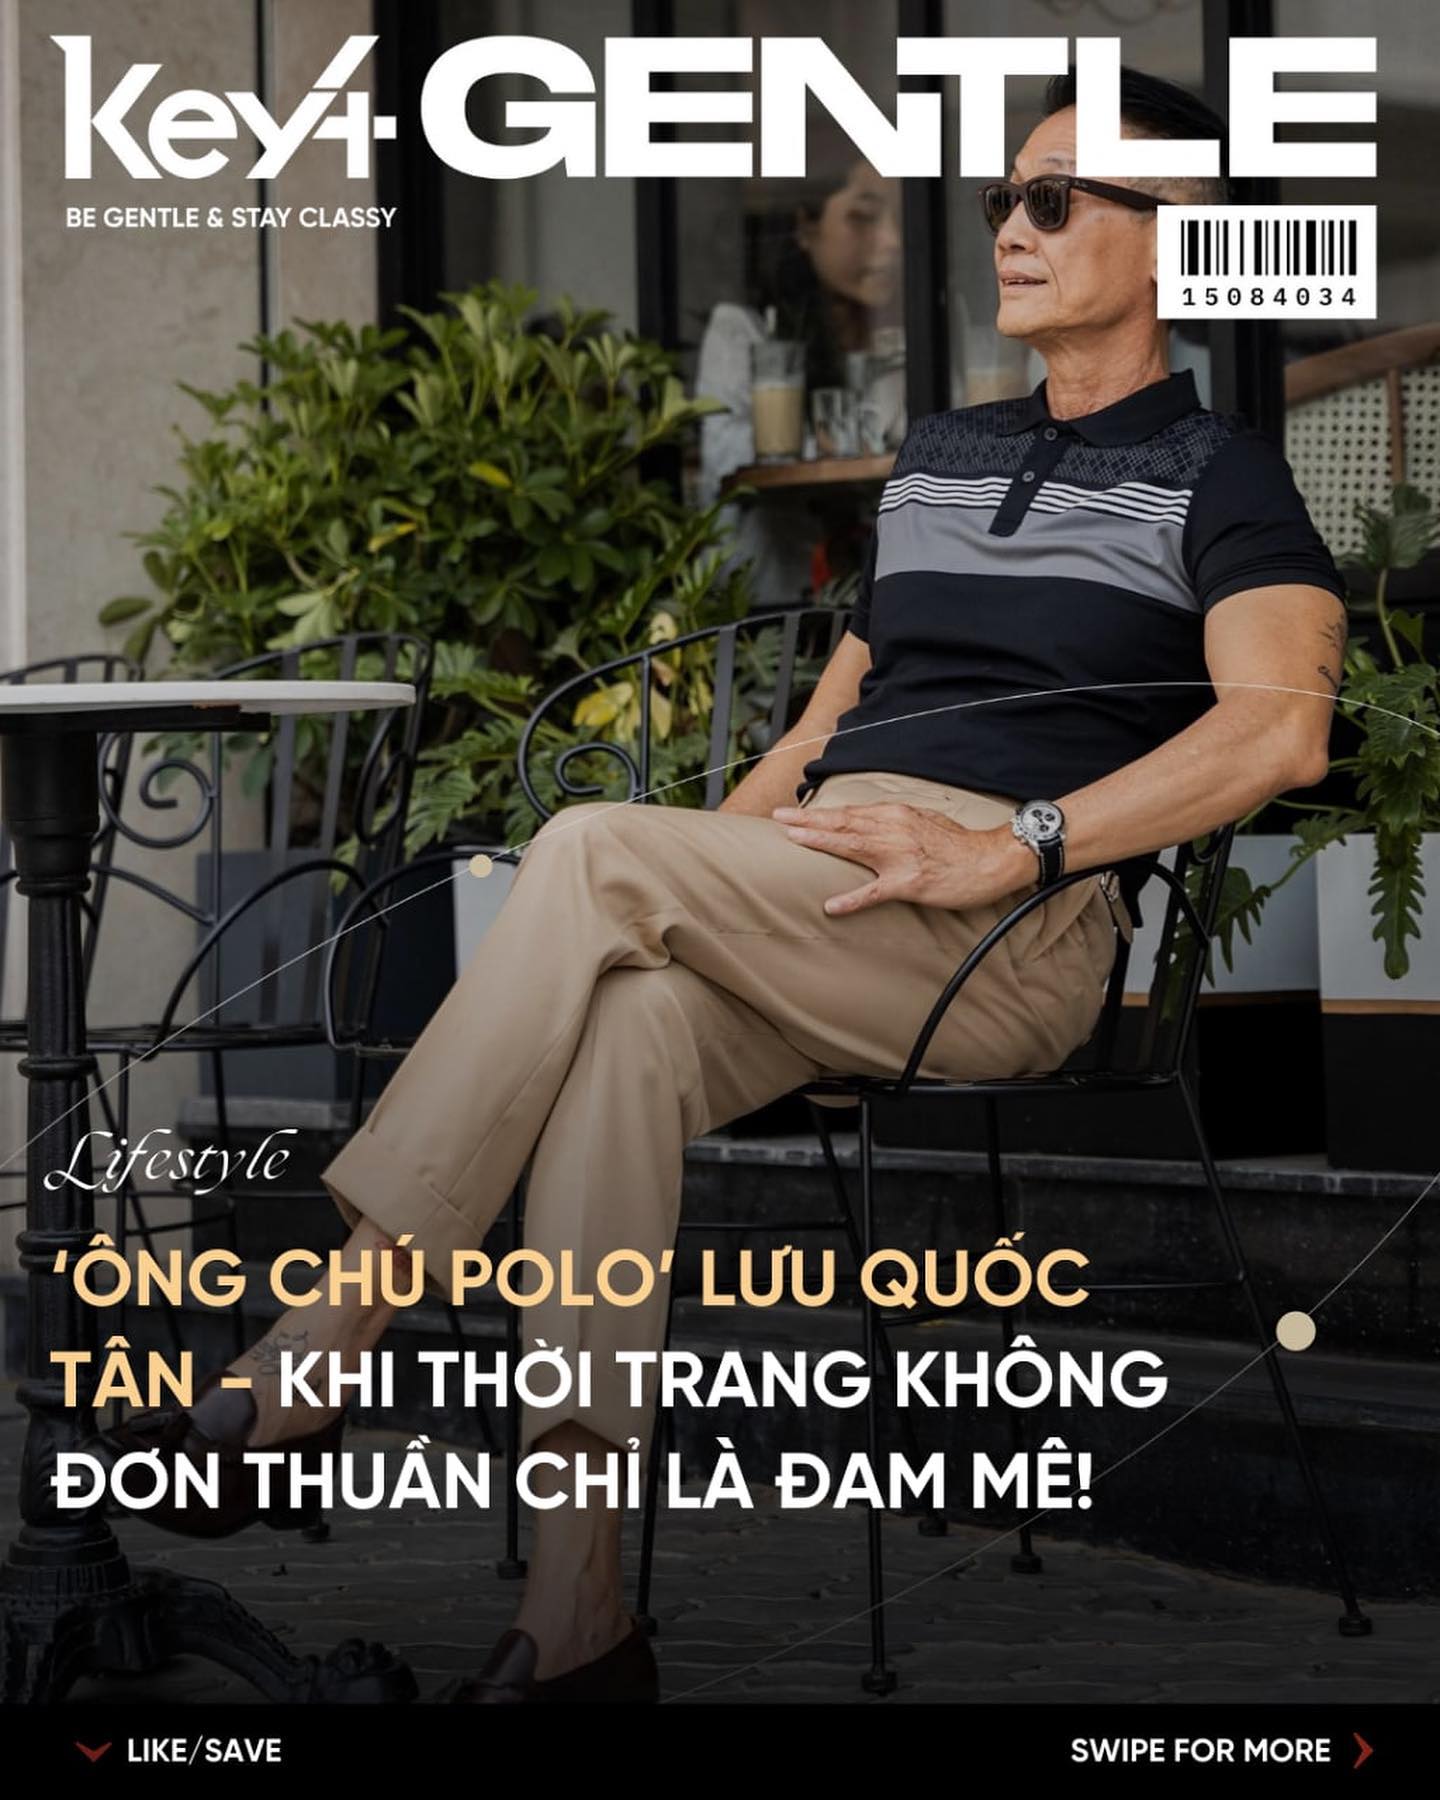 Key4 GENTLE
BE GENTLE & STAY CLASSY
15084034
Lifestyle
‘ÔNG CHÚ POLO’ LƯU QUỐC
TÂN - KHI THỜI TRANG KHÔNG
ĐƠN THUẦN CHỈ LÀ ĐAM MÊ!
LIKE/SAVE
SWIPE FOR MORE